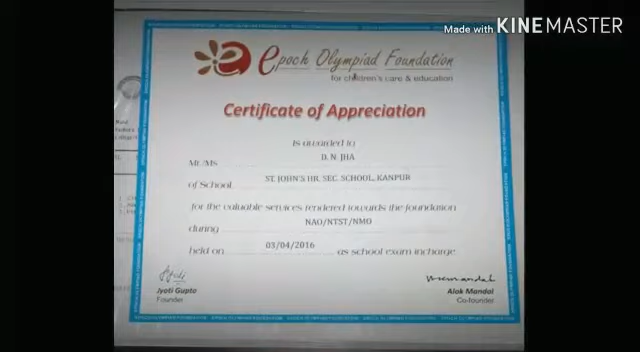 Made with KINEMASTER
epoch Olympiad Foundation
for children's care & education
Certificate of Appreciation
is awarded to
D. N. JHA
Mr./Ms.
ST. JOHN'S HR. SEC. SCHOOL, KANPUR
of School
for the valuable services rendered towards the foundation
NAO/NTST/NMO
during
held on 03/04/2016 as school exam incharge
Jyoti Gupta
Founder
Alok Mandal
Co-founder